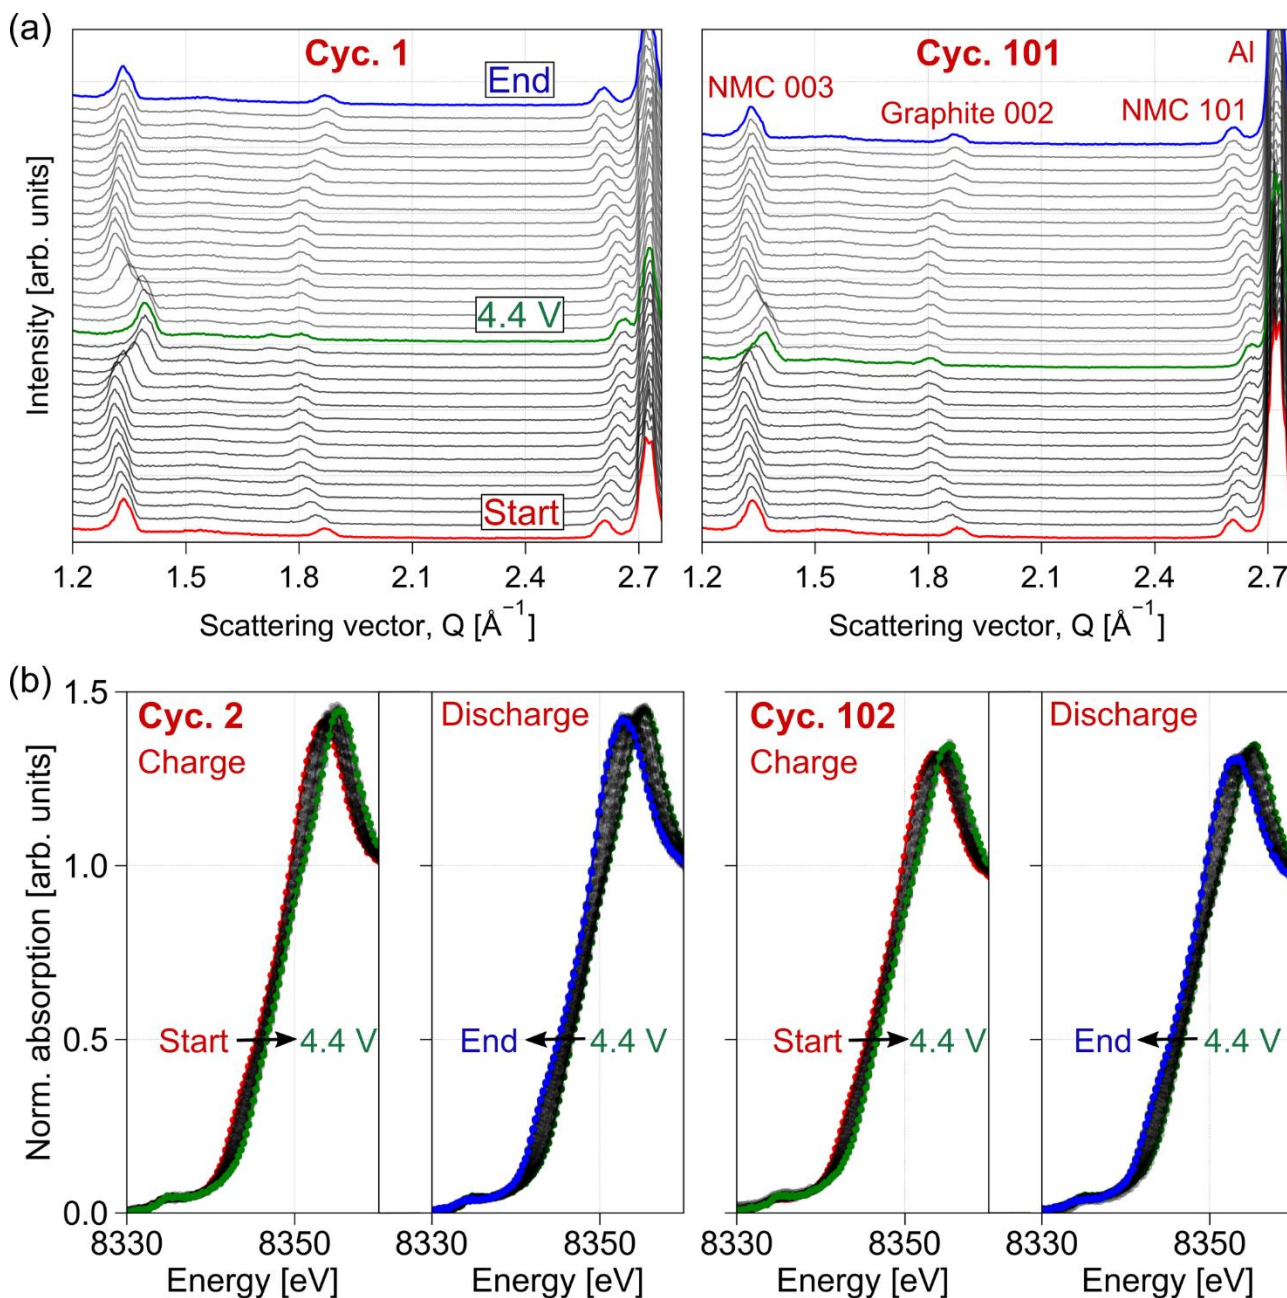 (a)
Cyc. 1
End
4.4 V
Start
Cyc. 101
Al
NMC 003
Graphite 002
NMC 101
Intensity [arb. units]
1.2 1.5 1.8 2.1 2.4 2.7
1.2 1.5 1.8 2.1 2.4 2.7
Scattering vector, Q [Å⁻¹]
Scattering vector, Q [Å⁻¹]
(b)
Norm. absorption [arb. units]
1.5
1.0
0.5
0.0
Cyc. 2
Charge
Start
4.4 V
Discharge
End
4.4 V
Cyc. 102
Charge
Start
4.4 V
Discharge
End
4.4 V
8330 8350
8330 8350
8330 8350
8330 8350
Energy [eV]
Energy [eV]
Energy [eV]
Energy [eV]